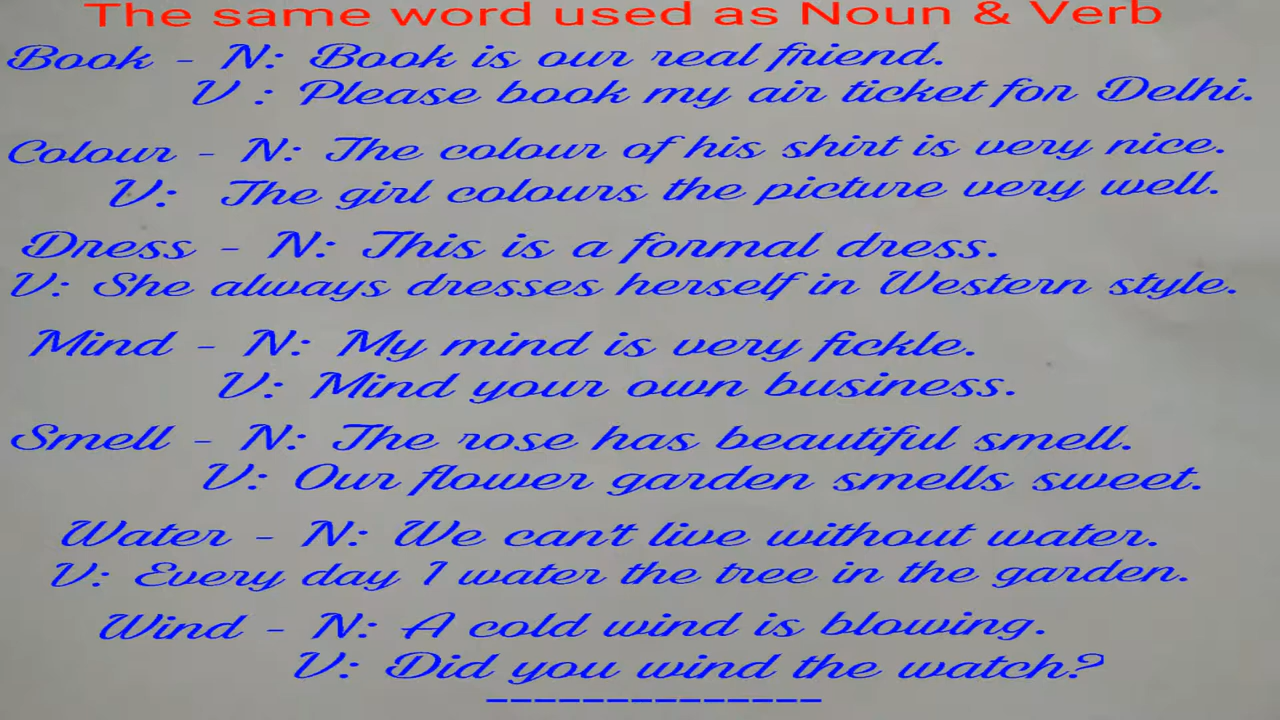 The same word used as Noun & Verb
Book - N: Book is our real friend.
V : Please book my air ticket for Delhi.
Colour - N: The colour of his shirt is very nice.
V: The girl colours the picture very well.
Dress - N: This is a formal dress.
V: She always dresses herself in Western style.
Mind - N: My mind is very fickle.
V: Mind your own business.
Smell - N: The rose has beautiful smell.
V: Our flower garden smells sweet.
Water - N: We can't live without water.
V: Every day I water the tree in the garden.
Wind - N: A cold wind is blowing.
V: Did you wind the watch?
--------------